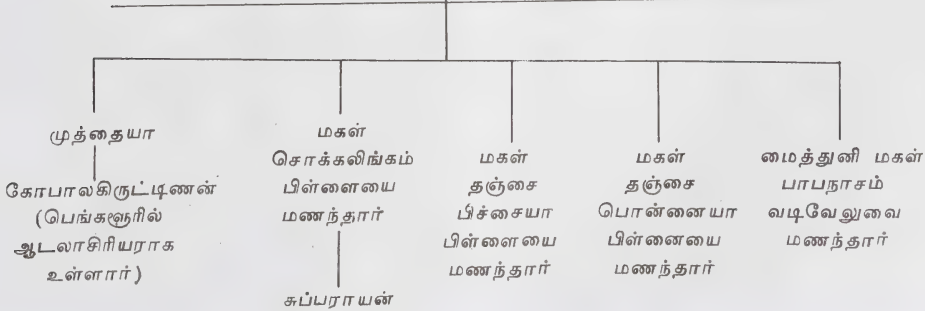 முத்தையா
கோபாலகிருட்டிணன்
(பெங்களூரில்
ஆடலாசிரியராக
உள்ளார்)
மகள்
சொக்கலிங்கம்
பிள்ளையை
மணந்தார்
சுப்பராயன்
மகள்
தஞ்சை
பிச்சையா
பிள்ளையை
மணந்தார்
மகள்
தஞ்சை
பொன்னையா
பிள்னையை
மணந்தார்
மைத்துனி மகள்
பாபநாசம்
வடிவேலுவை
மணந்தார்